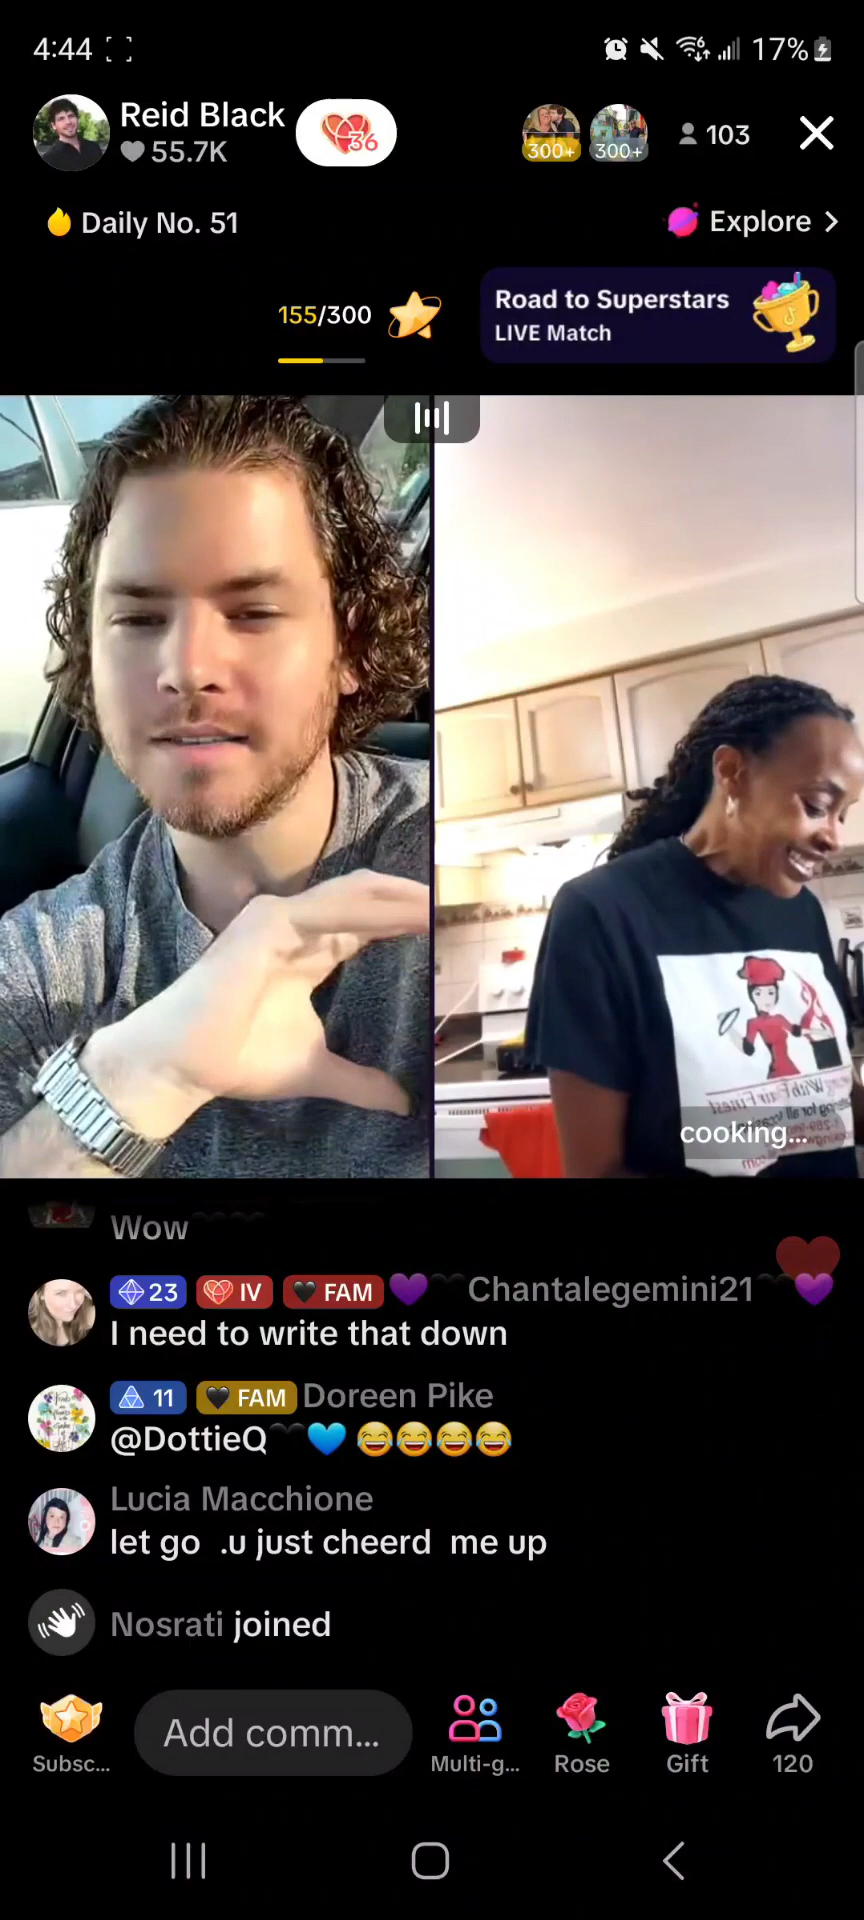 4:44
17%
Reid Black
55.7K
36
300+
300+
103
Daily No. 51
Explore
155/300
Road to Superstars
LIVE Match
cooking...
Wow
23 IV FAM Chantalegemini21
I need to write that down
11 FAM Doreen Pike
@DottieQ🖤💙 😂😂😂😂
Lucia Macchione
let go .u just cheerd me up
Nosrati joined
Subsc...
Add comm...
Multi-g...
Rose
Gift
120